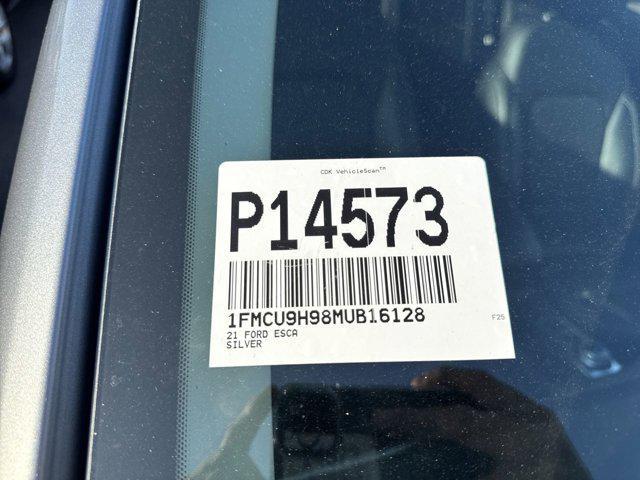 CDK VehicleScan™
P14573
1FMCU9H98MUB16128
F25
21 FORD ESCA
SILVER